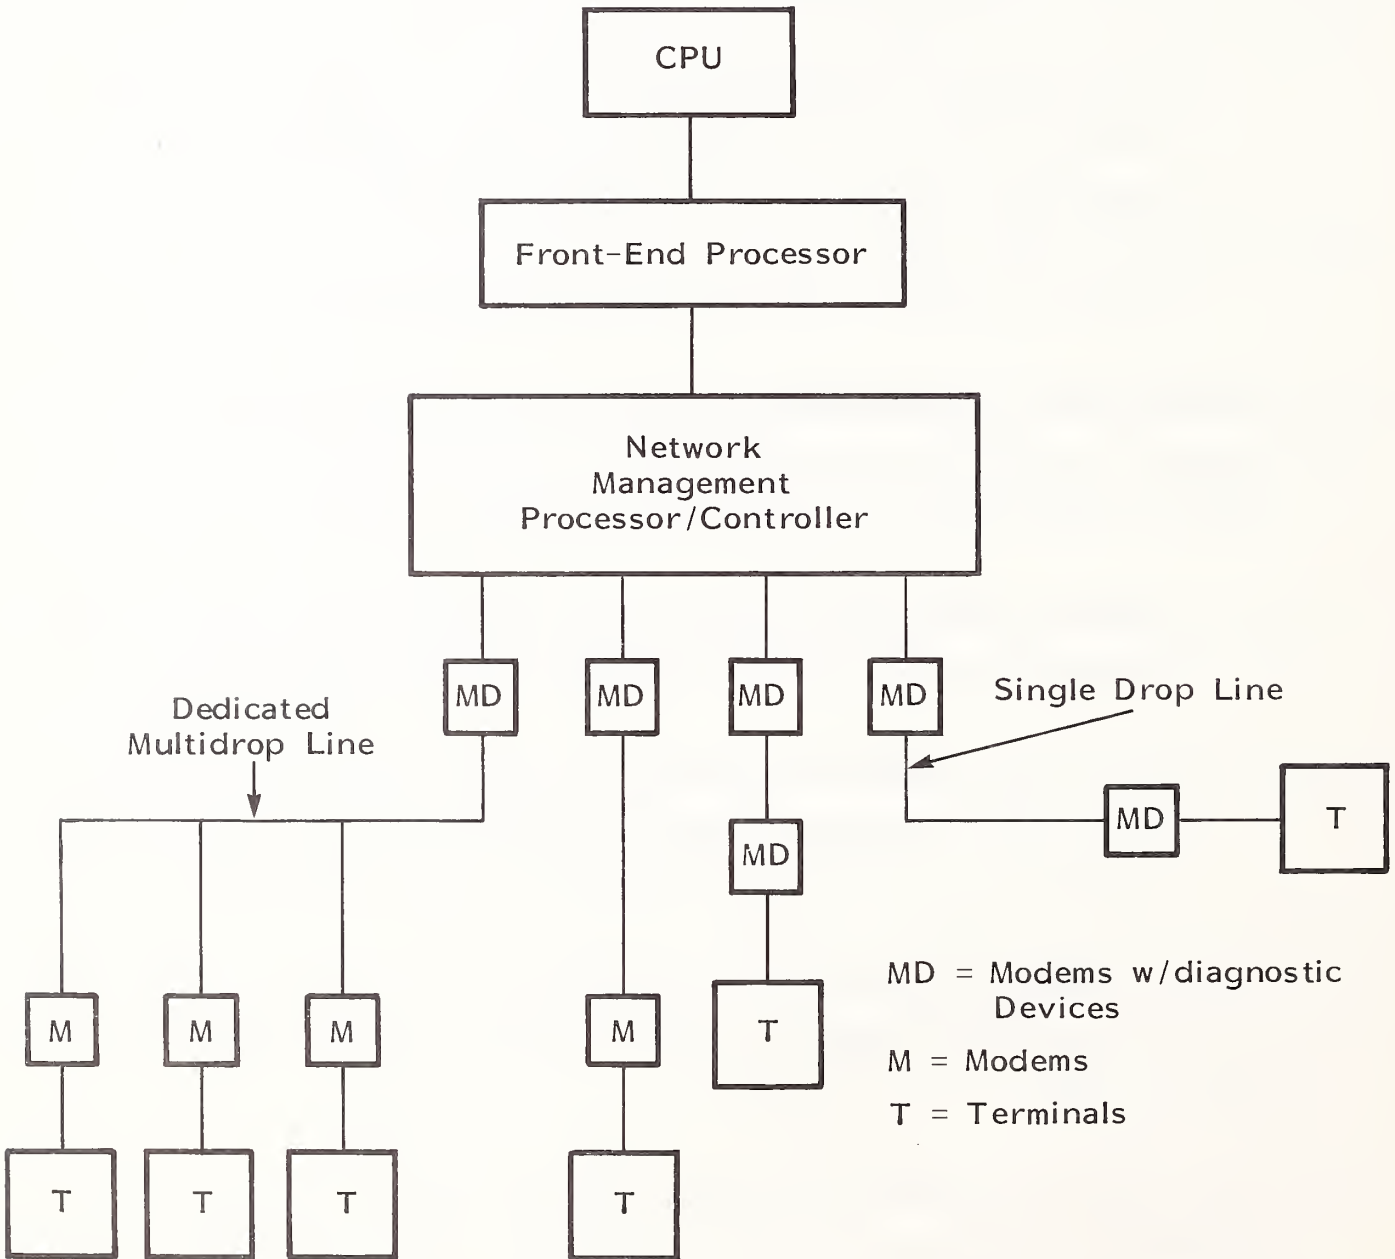 CPU
Front-End Processor
Network
Management
Processor/Controller
MD
MD
MD
MD
Single Drop Line
Dedicated
Multidrop Line
MD
T
MD
MD = Modems w/diagnostic
Devices
M
M
M
M
T
M = Modems
T = Terminals
T
T
T
T